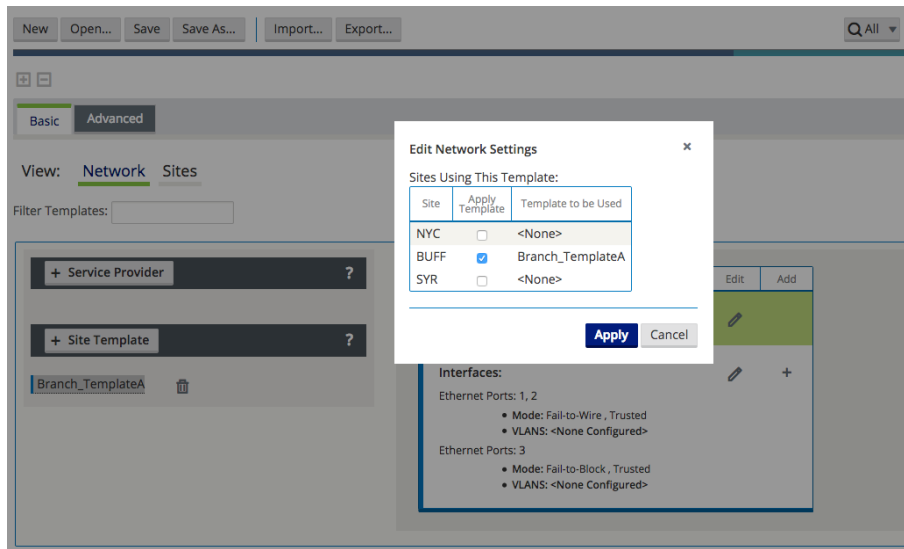 New Open... Save Save As... Import... Export... All
Basic Advanced
View: Network Sites
Filter Templates:
+ Service Provider ?
+ Site Template ?
Branch_TemplateA
Edit Network Settings ×
Sites Using This Template:
Site Apply Template Template to be Used
NYC <None>
BUFF Branch_TemplateA
SYR <None>
Apply Cancel
Edit Add
Interfaces: +
Ethernet Ports: 1, 2
• Mode: Fail-to-Wire , Trusted
• VLANS: <None Configured>
Ethernet Ports: 3
• Mode: Fail-to-Block , Trusted
• VLANS: <None Configured>